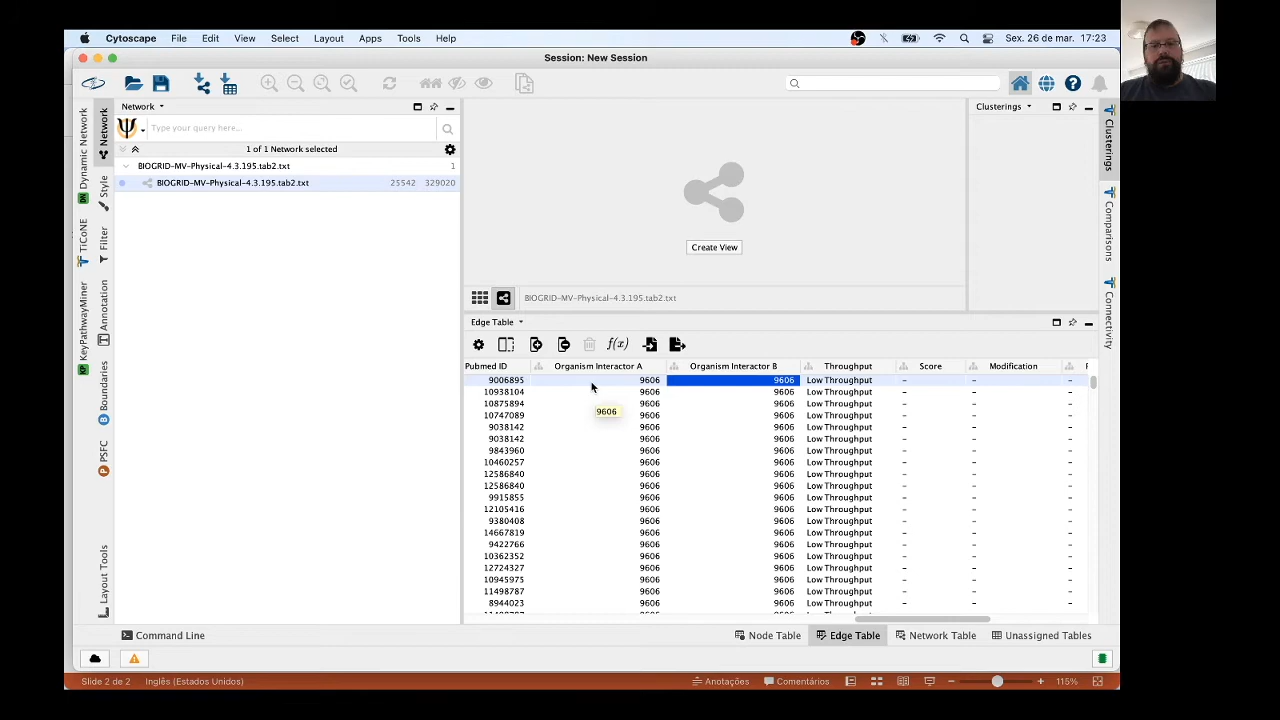 Cytoscape File Edit View Select Layout Apps Tools Help Sex. 26 de mar. 17:23
Session: New Session
Network
Clusterings
Type your query here...
1 of 1 Network selected
BIOGRID-MV-Physical-4.3.195.tab2.txt 1
BIOGRID-MV-Physical-4.3.195.tab2.txt 25542 329020
Dynamic Network
TiCoNE
KeyPathwayMiner
Network
Style
Filter
Annotation
Boundaries
PSFC
Layout Tools
Create View
BIOGRID-MV-Physical-4.3.195.tab2.txt
Clusterings
Comparisons
Connectivity
Edge Table
f(x)
Pubmed ID Organism Interactor A Organism Interactor B Throughput Score Modification
9006895 9606 9606 Low Throughput – –  –
10938104 9606 9606 Low Throughput – – –
10875894 9606 9606 Low Throughput – – –
10747089 9606 9606 Low Throughput – – –
9038142 9606 9606 Low Throughput – – –
9038142 9606 9606 Low Throughput – – –
9843960 9606 9606 Low Throughput – – –
10460257 9606 9606 Low Throughput – – –
12586840 9606 9606 Low Throughput – – –
12586840 9606 9606 Low Throughput – – –
9915855 9606 9606 Low Throughput – – –
12105416 9606 9606 Low Throughput – – –
9380408 9606 9606 Low Throughput – – –
14667819 9606 9606 Low Throughput – – –
9422766 9606 9606 Low Throughput – – –
10362352 9606 9606 Low Throughput – – –
12724327 9606 9606 Low Throughput – – –
10945975 9606 9606 Low Throughput – – –
11498787 9606 9606 Low Throughput – – –
8944023 9606 9606 Low Throughput – – –
9606
Command Line
Node Table Edge Table Network Table Unassigned Tables
Slide 2 de 2 Inglês (Estados Unidos) Anotações Comentários 115%